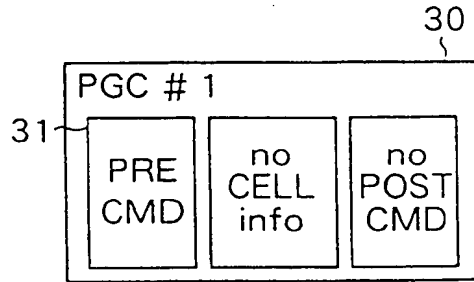 30
PGC # 1
31
PRE
CMD
no
CELL
info
no
POST
CMD